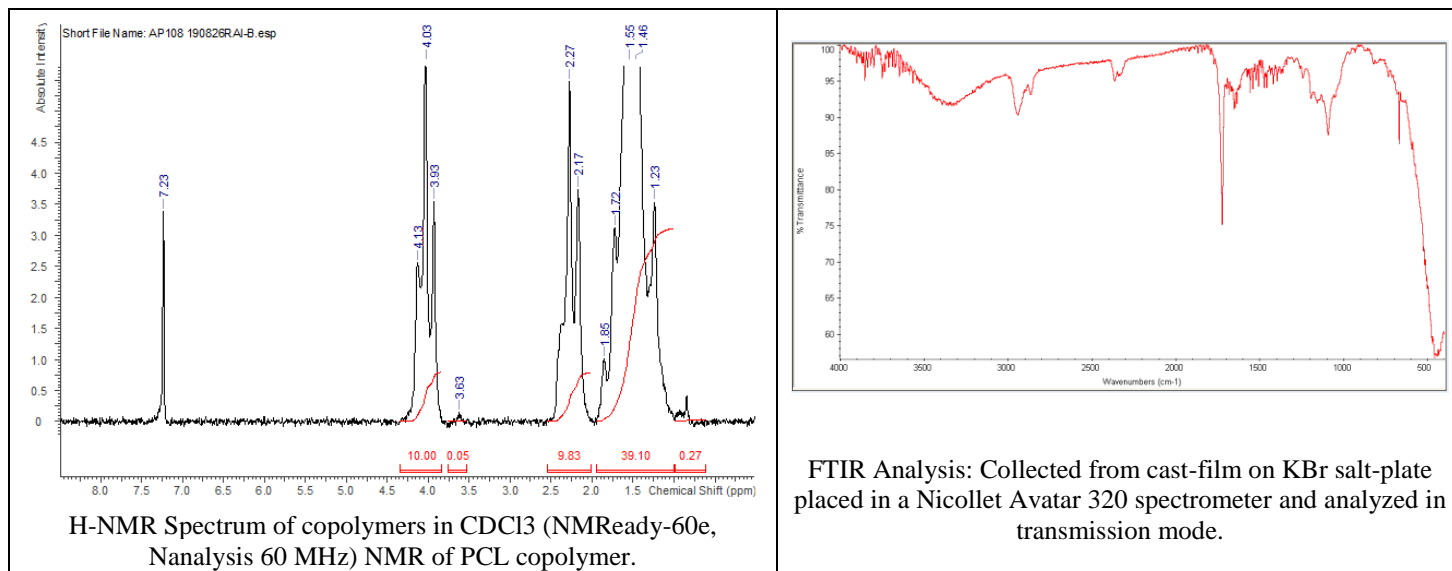 Short File Name: AP108 190826RAI-B.esp
Absolute Intensity
4.5
4.0
3.5
3.0
2.5
2.0
1.5
1.0
0.5
0
7.23
4.13
4.03
3.93
3.63
2.27
2.17
1.85
1.72
1.55
1.46
1.23
10.00 0.05 9.83 39.10 0.27
8.0 7.5 7.0 6.5 6.0 5.5 5.0 4.5 4.0 3.5 3.0 2.5 2.0 1.5 Chemical Shift (ppm)
H-NMR Spectrum of copolymers in CDCl3 (NMReady-60e,
Nanalysis 60 MHz) NMR of PCL copolymer.
% Transmittance
100
95
90
85
80
75
70
65
60
4000 3500 3000 2500 2000 1500 1000 500
Wavenumbers (cm-1)
FTIR Analysis: Collected from cast-film on KBr salt-plate
placed in a Nicollet Avatar 320 spectrometer and analyzed in
transmission mode.